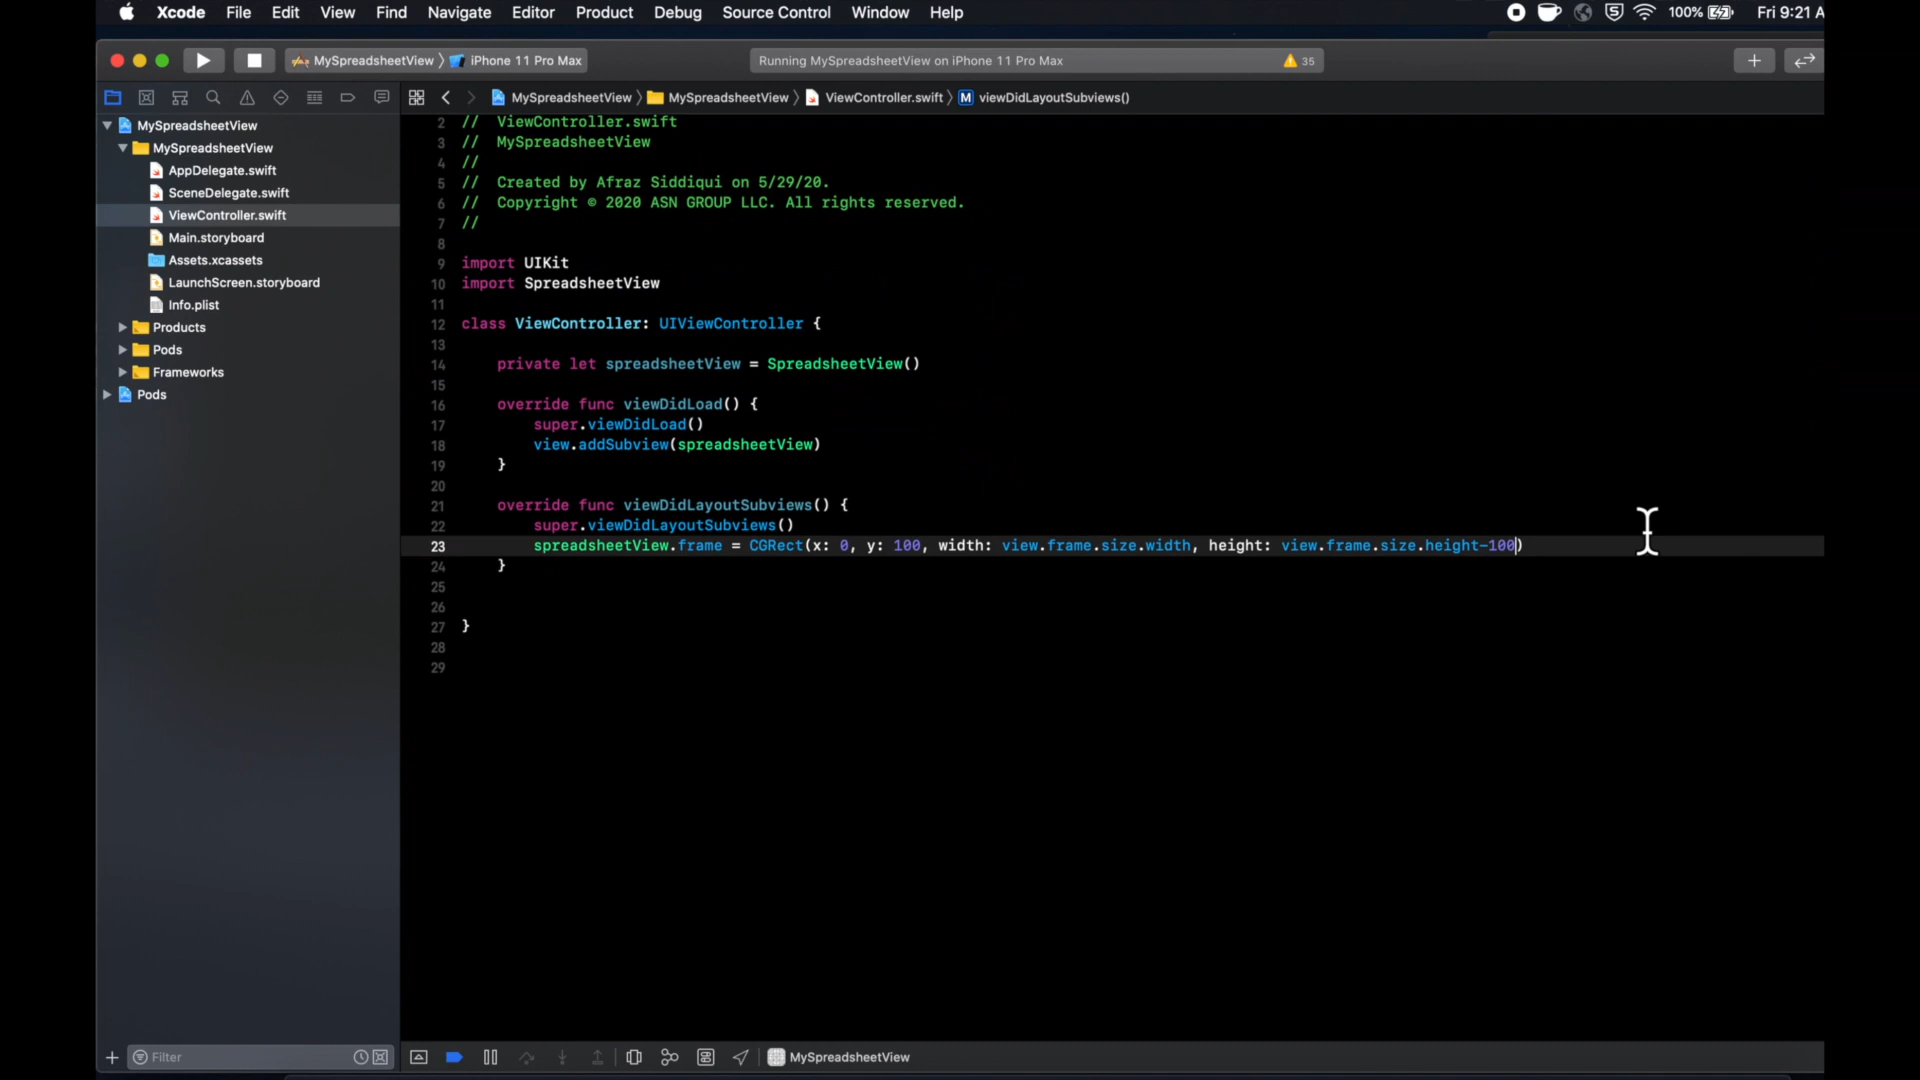 Xcode File Edit View Find Navigate Editor Product Debug Source Control Window Help 100% Fri 9:21 A
MySpreadsheetView iPhone 11 Pro Max Running MySpreadsheetView on iPhone 11 Pro Max 35
MySpreadsheetView MySpreadsheetView ViewController.swift M viewDidLayoutSubviews()
MySpreadsheetView
MySpreadsheetView
AppDelegate.swift
SceneDelegate.swift
ViewController.swift
Main.storyboard
Assets.xcassets
LaunchScreen.storyboard
Info.plist
Products
Pods
Frameworks
Pods
2 // ViewController.swift
3 // MySpreadsheetView
4 //
5 // Created by Afraz Siddiqui on 5/29/20.
6 // Copyright © 2020 ASN GROUP LLC. All rights reserved.
7 //
8
9 import UIKit
10 import SpreadsheetView
11
12 class ViewController: UIViewController {
13
14 private let spreadsheetView = SpreadsheetView()
15
16 override func viewDidLoad() {
17 super.viewDidLoad()
18 view.addSubview(spreadsheetView)
19 }
20
21 override func viewDidLayoutSubviews() {
22 super.viewDidLayoutSubviews()
23 spreadsheetView.frame = CGRect(x: 0, y: 100, width: view.frame.size.width, height: view.frame.size.height-100)
24 }
25
26
27 }
28
29
Filter
MySpreadsheetView